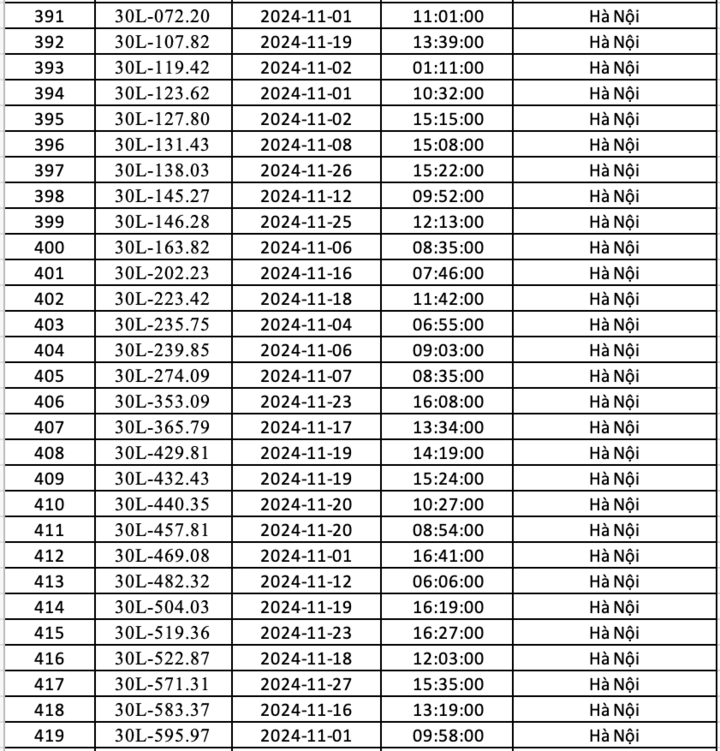 391 30L-072.20 2024-11-01 11:01:00 Hà Nội
392 30L-107.82 2024-11-19 13:39:00 Hà Nội
393 30L-119.42 2024-11-02 01:11:00 Hà Nội
394 30L-123.62 2024-11-01 10:32:00 Hà Nội
395 30L-127.80 2024-11-02 15:15:00 Hà Nội
396 30L-131.43 2024-11-08 15:08:00 Hà Nội
397 30L-138.03 2024-11-26 15:22:00 Hà Nội
398 30L-145.27 2024-11-12 09:52:00 Hà Nội
399 30L-146.28 2024-11-25 12:13:00 Hà Nội
400 30L-163.82 2024-11-06 08:35:00 Hà Nội
401 30L-202.23 2024-11-16 07:46:00 Hà Nội
402 30L-223.42 2024-11-18 11:42:00 Hà Nội
403 30L-235.75 2024-11-04 06:55:00 Hà Nội
404 30L-239.85 2024-11-06 09:03:00 Hà Nội
405 30L-274.09 2024-11-07 08:35:00 Hà Nội
406 30L-353.09 2024-11-23 16:08:00 Hà Nội
407 30L-365.79 2024-11-17 13:34:00 Hà Nội
408 30L-429.81 2024-11-19 14:19:00 Hà Nội
409 30L-432.43 2024-11-19 15:24:00 Hà Nội
410 30L-440.35 2024-11-20 10:27:00 Hà Nội
411 30L-457.81 2024-11-20 08:54:00 Hà Nội
412 30L-469.08 2024-11-01 16:41:00 Hà Nội
413 30L-482.32 2024-11-12 06:06:00 Hà Nội
414 30L-504.03 2024-11-19 16:19:00 Hà Nội
415 30L-519.36 2024-11-23 16:27:00 Hà Nội
416 30L-522.87 2024-11-18 12:03:00 Hà Nội
417 30L-571.31 2024-11-27 15:35:00 Hà Nội
418 30L-583.37 2024-11-16 13:19:00 Hà Nội
419 30L-595.97 2024-11-01 09:58:00 Hà Nội